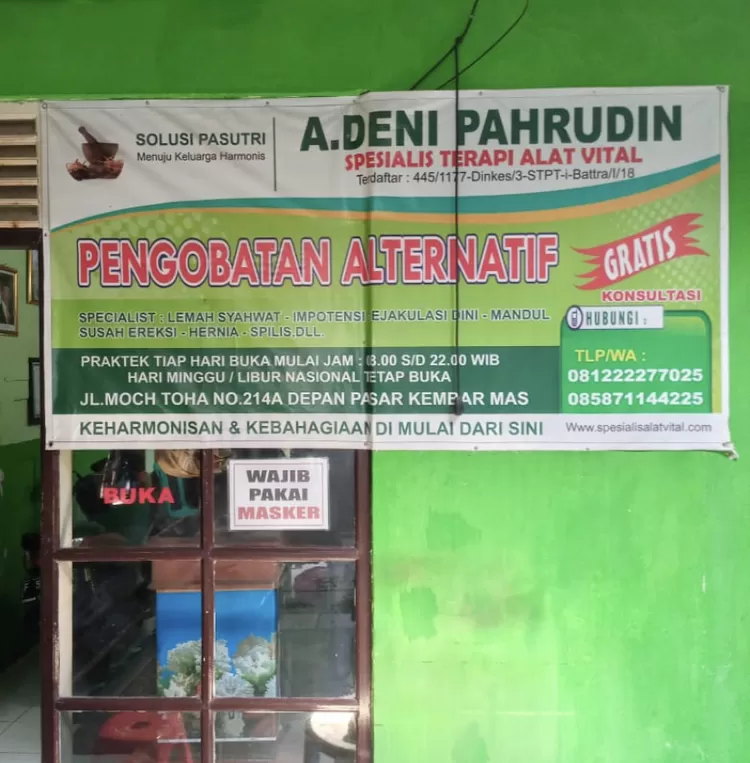 SOLUSI PASUTRI
Menuju Keluarga Harmonis
A.DENI PAHRUDIN
SPESIALIS TERAPI ALAT VITAL
Terdaftar : 445/1177-Dinkes/3-STPT-i-Battra/I/18
PENGOBATAN ALTERNATIF
GRATIS
KONSULTASI
SPECIALIST : LEMAH SYAHWAT - IMPOTENSI EJAKULASI DINI - MANDUL
SUSAH EREKSI - HERNIA - SPILIS,DLL.
HUBUNGI :
PRAKTEK TIAP HARI BUKA MULAI JAM : 8.00 S/D 22.00 WIB
HARI MINGGU / LIBUR NASIONAL TETAP BUKA
JL.MOCH TOHA NO.214A DEPAN PASAR KEMBAR MAS
TLP/WA :
081222277025
085871144225
KEHARMONISAN & KEBAHAGIAAN DI MULAI DARI SINI
Www.spesialisalatvital.com
BUKA
WAJIB
PAKAI
MASKER